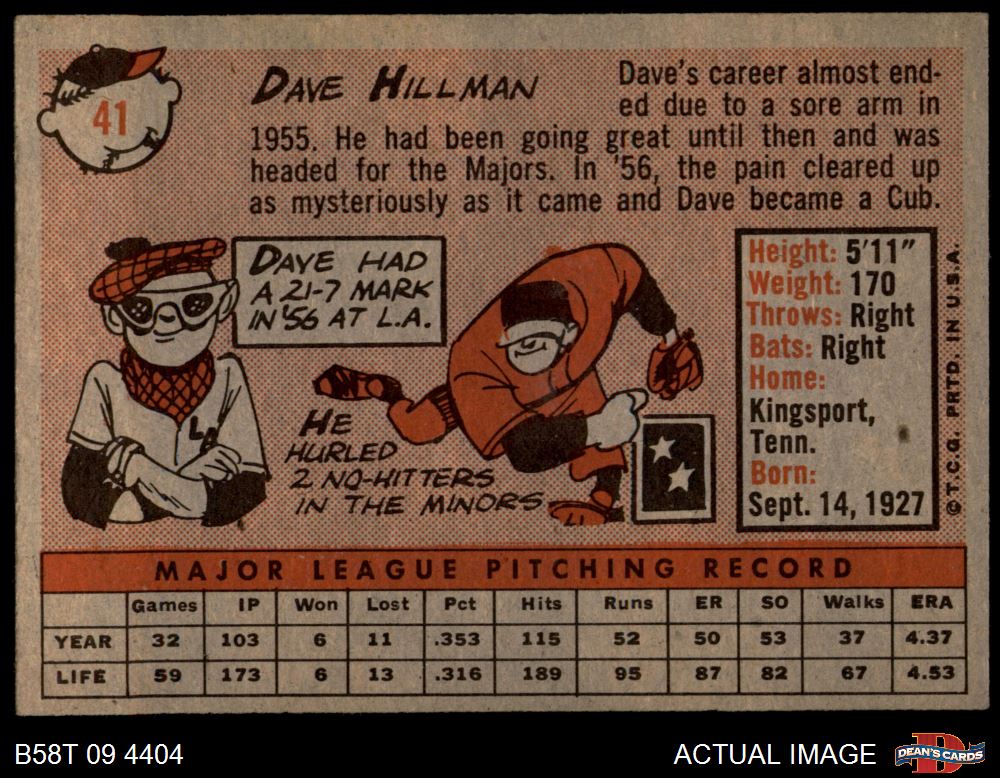 41
DAVE HILLMAN
Dave's career almost end-
ed due to a sore arm in
1955. He had been going great until then and was
headed for the Majors. In '56, the pain cleared up
as mysteriously as it came and Dave became a Cub.
DAVE HAD
A 21-7 MARK
IN '56 AT L.A.
LA
HE
HURLED
2 NO-HITTERS
IN THE MINORS
Height: 5'11"
Weight: 170
Throws: Right
Bats: Right
Home:
Kingsport,
Tenn.
Born:
Sept. 14, 1927
© T.C.G. PRTD. IN U.S.A.
MAJOR LEAGUE PITCHING RECORD
Games IP Won Lost Pct Hits Runs ER SO Walks ERA
YEAR 32 103 6 11 .353 115 52 50 53 37 4.37
LIFE 59 173 6 13 .316 189 95 87 82 67 4.53
B58T 09 4404
ACTUAL IMAGE
DEAN'S CARDS